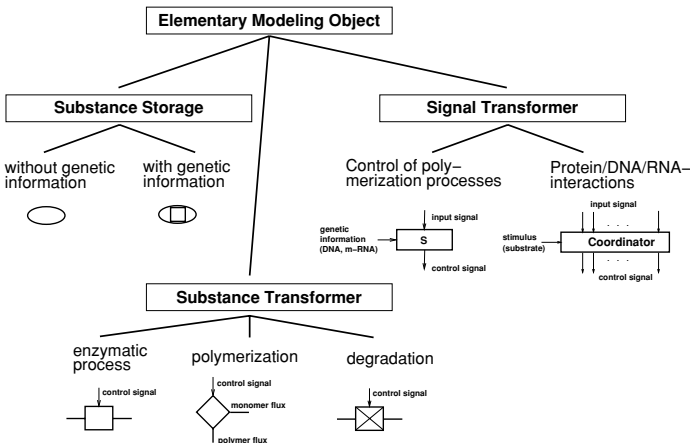 Elementary Modeling Object
Substance Storage
Signal Transformer
without genetic
information
with genetic
information
Control of poly−
merization processes
Protein/DNA/RNA−
interactions
input signal
genetic
information
(DNA, m−RNA)
S
control signal
input signal
. . .
stimulus
(substrate)
Coordinator
. . .
control signal
Substance Transformer
enzymatic
process
polymerization
degradation
control signal
control signal
monomer flux
polymer flux
control signal